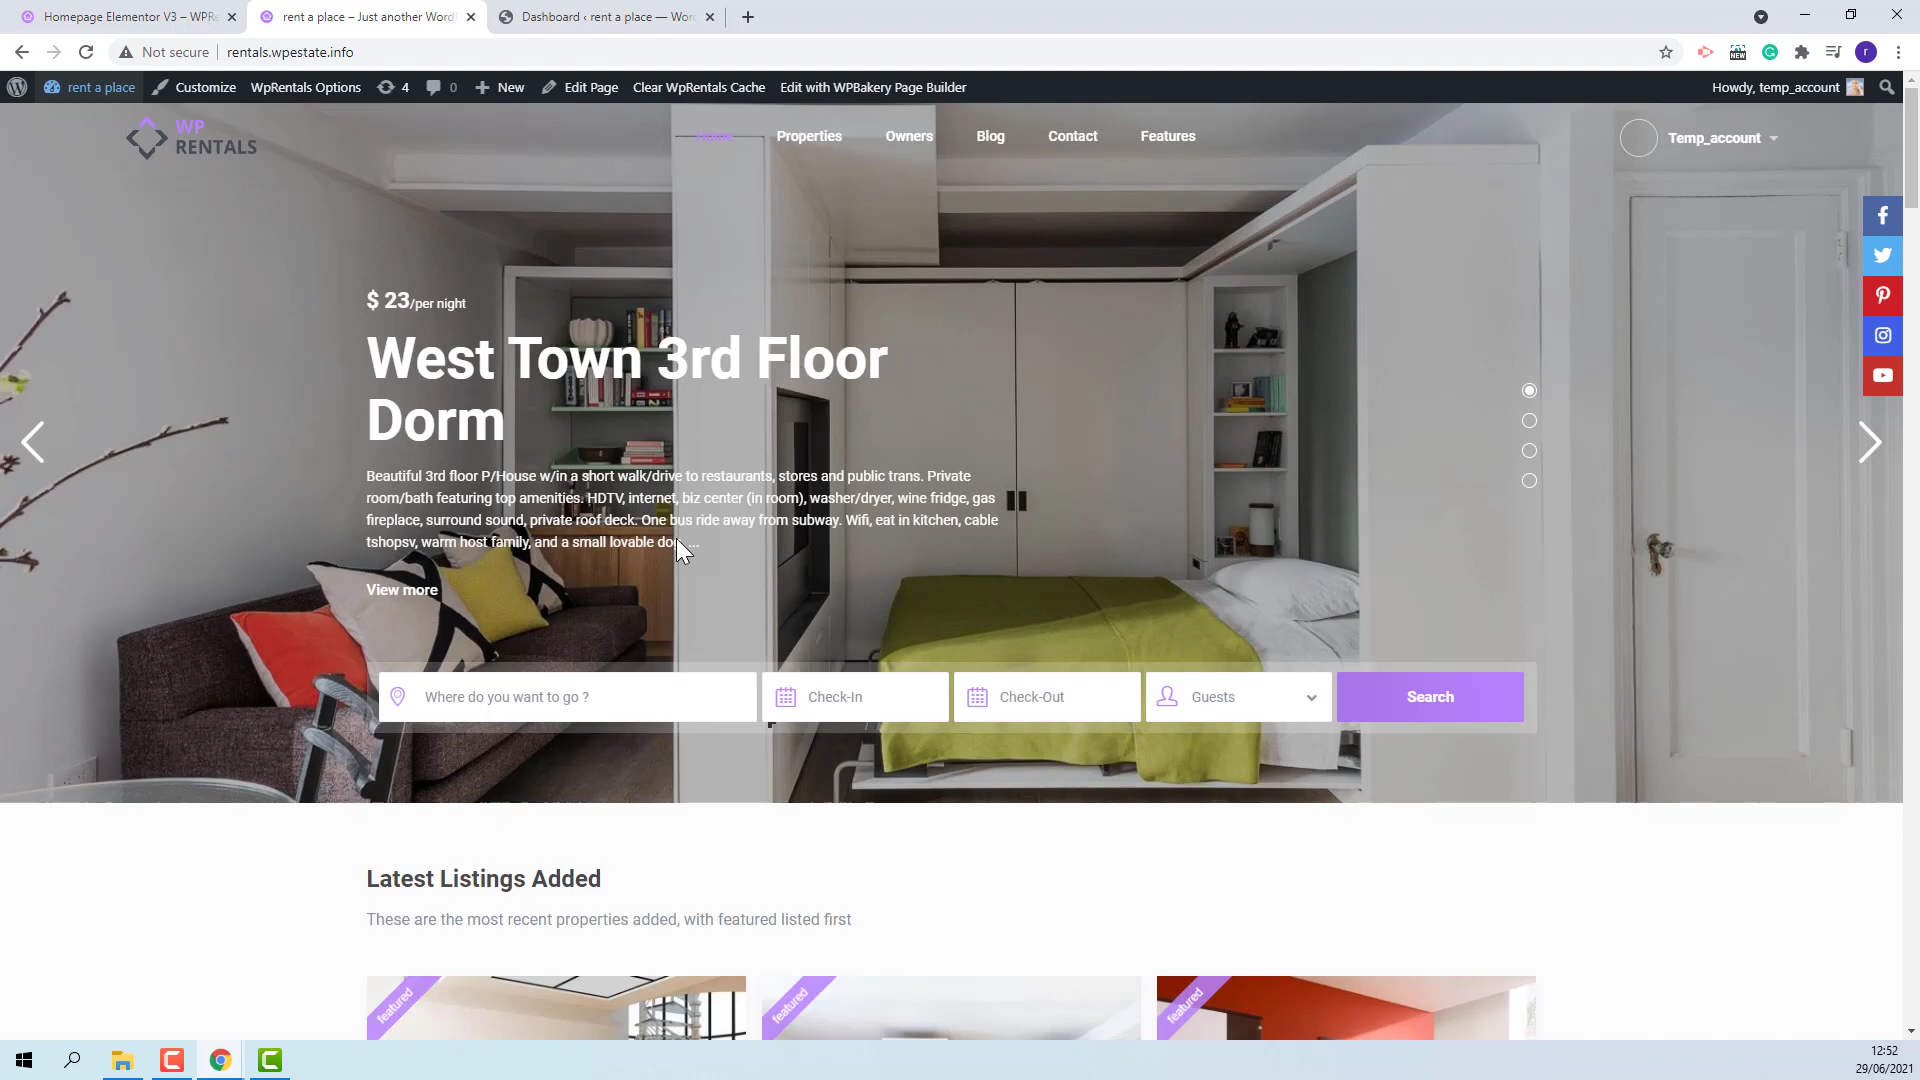 Homepage Elementor V3 – WPRe
rent a place – Just another Word
Dashboard ‹ rent a place — Wor
Not secure
rentals.wpestate.info
NEW
r
rent a place
Customize
WpRentals Options
4
0
New
Edit Page
Clear WpRentals Cache
Edit with WPBakery Page Builder
Howdy, temp_account
WP
RENTALS
Home
Properties
Owners
Blog
Contact
Features
Temp_account
$ 23/per night
West Town 3rd Floor
Dorm
Beautiful 3rd floor P/House w/in a short walk/drive to restaurants, stores and public trans. Private
room/bath featuring top amenities. HDTV, internet, biz center (in room), washer/dryer, wine fridge, gas
fireplace, surround sound, private roof deck. One bus ride away from subway. Wifi, eat in kitchen, cable
tshopsv, warm host family, and a small lovable dog ...
View more
Where do you want to go ?
Check-In
Check-Out
Guests
Search
Latest Listings Added
These are the most recent properties added, with featured listed first
featured
featured
featured
12:52
29/06/2021